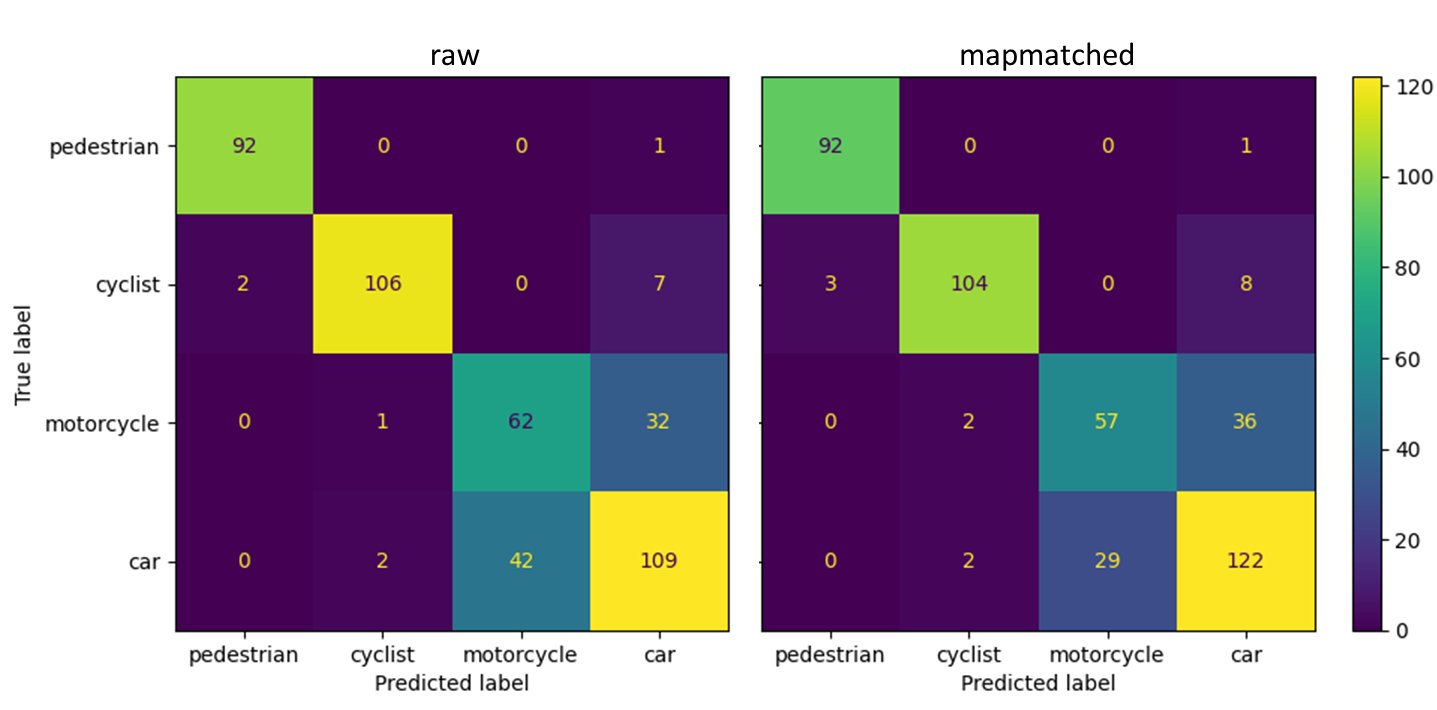 raw mapmatched
pedestrian 92 0 0 1 92 0 0 1 120
100
cyclist 2 106 0 7 3 104 0 8 80
True label
60
motorcycle 0 1 62 32 0 2 57 36
40
car 0 2 42 109 0 2 29 122 20
0
pedestrian cyclist motorcycle car pedestrian cyclist motorcycle car
Predicted label Predicted label